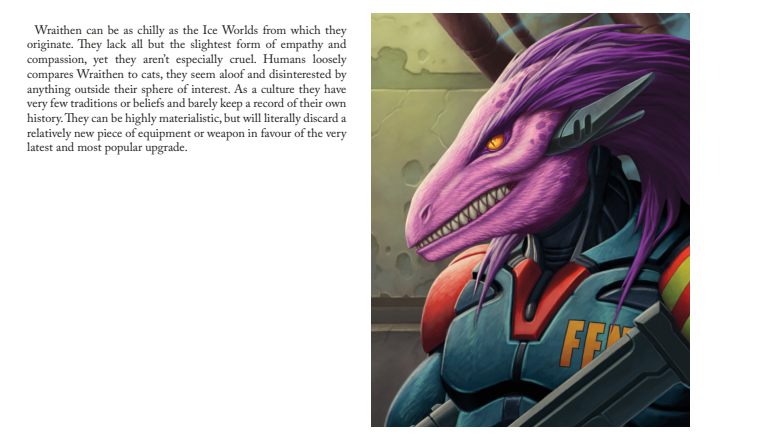 Wraithen can be as chilly as the Ice Worlds from which they
originate. They lack all but the slightest form of empathy and
compassion, yet they aren't especially cruel. Humans loosely
compares Wraithen to cats, they seem aloof and disinterested by
anything outside their sphere of interest. As a culture they have
very few traditions or beliefs and barely keep a record of their own
history.They can be highly materialistic, but will literally discard a
relatively new piece of equipment or weapon in favour of the very
latest and most popular upgrade.